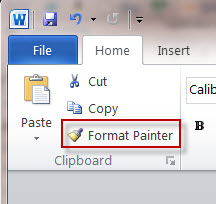 W
File Home Insert
Cut
Copy
Paste
Format Painter
Clipboard
Calib
B